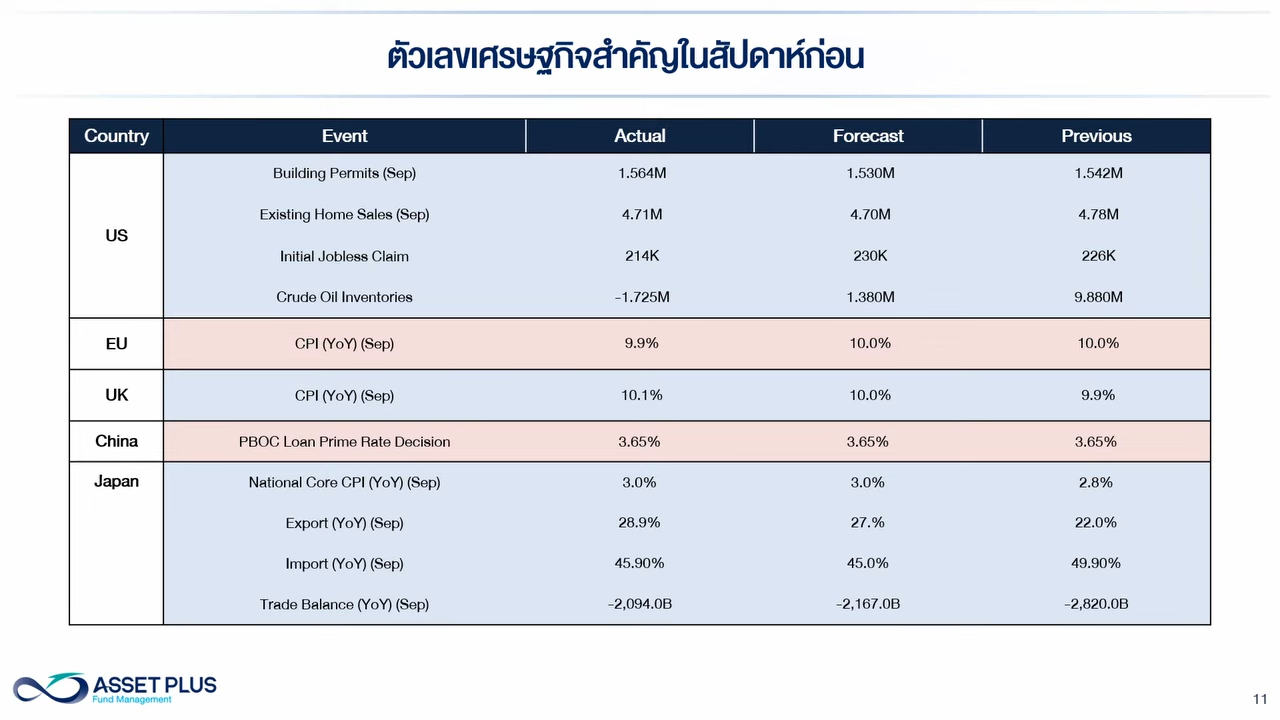 ตัวเลขเศรษฐกิจสำคัญในสัปดาห์ก่อน
Country Event Actual Forecast Previous
US
Building Permits (Sep) 1.564M 1.530M 1.542M
Existing Home Sales (Sep) 4.71M 4.70M 4.78M
Initial Jobless Claim 214K 230K 226K
Crude Oil Inventories -1.725M 1.380M 9.880M
EU CPI (YoY) (Sep) 9.9% 10.0% 10.0%
UK CPI (YoY) (Sep) 10.1% 10.0% 9.9%
China PBOC Loan Prime Rate Decision 3.65% 3.65% 3.65%
Japan National Core CPI (YoY) (Sep) 3.0% 3.0% 2.8%
Export (YoY) (Sep) 28.9% 27.% 22.0%
Import (YoY) (Sep) 45.90% 45.0% 49.90%
Trade Balance (YoY) (Sep) -2,094.0B -2,167.0B -2,820.0B
ASSET PLUS
Fund Management
11